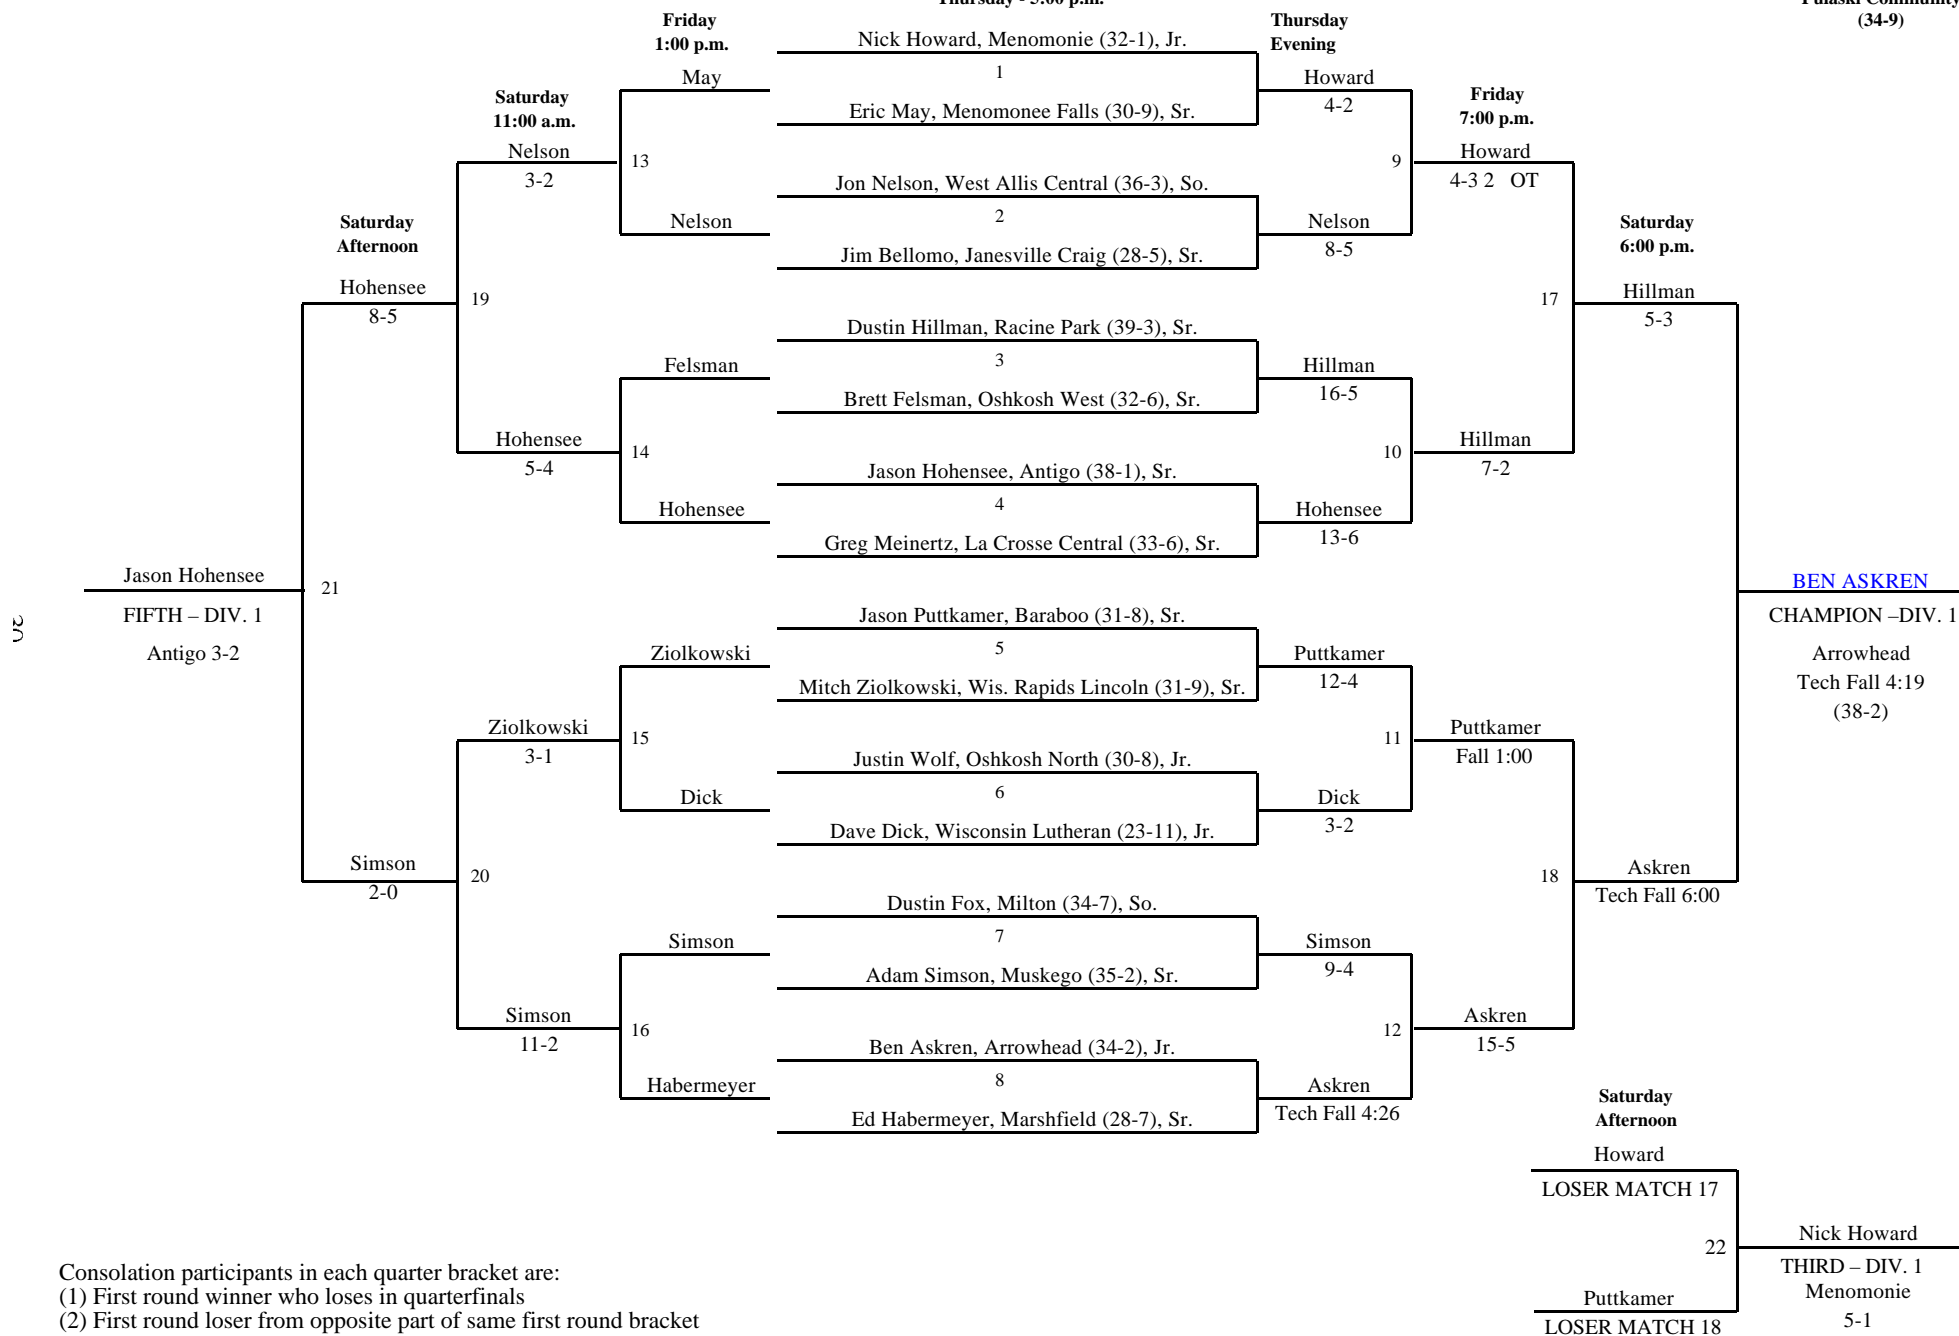 Thursday - 5:00 p.m.
Pulaski Community
(34-9)
Friday
1:00 p.m.
Thursday
Evening
Nick Howard, Menomonie (32-1), Jr.
1
May
Howard
4-2
Eric May, Menomonee Falls (30-9), Sr.
Saturday
11:00 a.m.
Friday
7:00 p.m.
Nelson
3-2
13
9
Howard
4-3 2 OT
Jon Nelson, West Allis Central (36-3), So.
2
Nelson
Nelson
8-5
Jim Bellomo, Janesville Craig (28-5), Sr.
Saturday
Afternoon
Saturday
6:00 p.m.
Hohensee
8-5
19
17
Hillman
5-3
Dustin Hillman, Racine Park (39-3), Sr.
3
Felsman
Hillman
16-5
Brett Felsman, Oshkosh West (32-6), Sr.
Hohensee
5-4
14
10
Hillman
7-2
Jason Hohensee, Antigo (38-1), Sr.
4
Hohensee
Hohensee
13-6
Greg Meinertz, La Crosse Central (33-6), Sr.
Jason Hohensee
FIFTH – DIV. 1
Antigo 3-2
21
BEN ASKREN
CHAMPION –DIV. 1
Arrowhead
Tech Fall 4:19
(38-2)
Jason Puttkamer, Baraboo (31-8), Sr.
5
Ziolkowski
Puttkamer
12-4
Mitch Ziolkowski, Wis. Rapids Lincoln (31-9), Sr.
Ziolkowski
3-1
15
11
Puttkamer
Fall 1:00
Justin Wolf, Oshkosh North (30-8), Jr.
6
Dick
Dick
3-2
Dave Dick, Wisconsin Lutheran (23-11), Jr.
Simson
2-0
20
18
Askren
Tech Fall 6:00
Dustin Fox, Milton (34-7), So.
7
Simson
Simson
9-4
Adam Simson, Muskego (35-2), Sr.
Simson
11-2
16
12
Askren
15-5
Ben Askren, Arrowhead (34-2), Jr.
8
Habermeyer
Askren
Tech Fall 4:26
Ed Habermeyer, Marshfield (28-7), Sr.
Saturday
Afternoon
Howard
LOSER MATCH 17
22
Nick Howard
THIRD – DIV. 1
Menomonie
5-1
Puttkamer
LOSER MATCH 18
Consolation participants in each quarter bracket are:
(1) First round winner who loses in quarterfinals
(2) First round loser from opposite part of same first round bracket